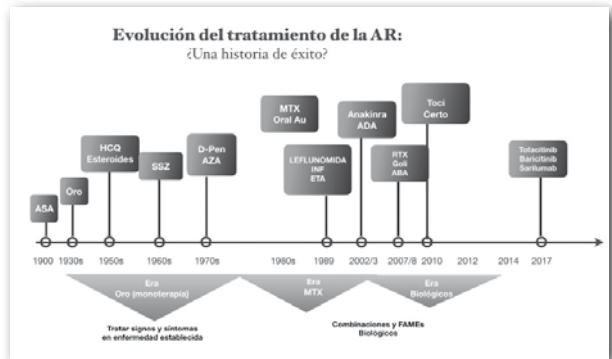 Evolución del tratamiento de la AR:
¿Una historia de éxito?
ASA
Oro
HCQ
Esteroides
SSZ
D-Pen
AZA
MTX
Oral Au
LEFLUNOMIDA
INF
ETA
Anakinra
ADA
RTX
Goli
ABA
Toci
Certo
Tofacitinib
Baricitinib
Sarilumab
1900 1930s 1950s 1960s 1970s 1980s 1989 2002/3 2007/8 2010 2012 2014 2017
Era
Oro (monoterapia)
Era
MTX
Era
Biológicos
Tratar signos y síntomas
en enfermedad establecida
Combinaciones y FAMEs
Biológicos